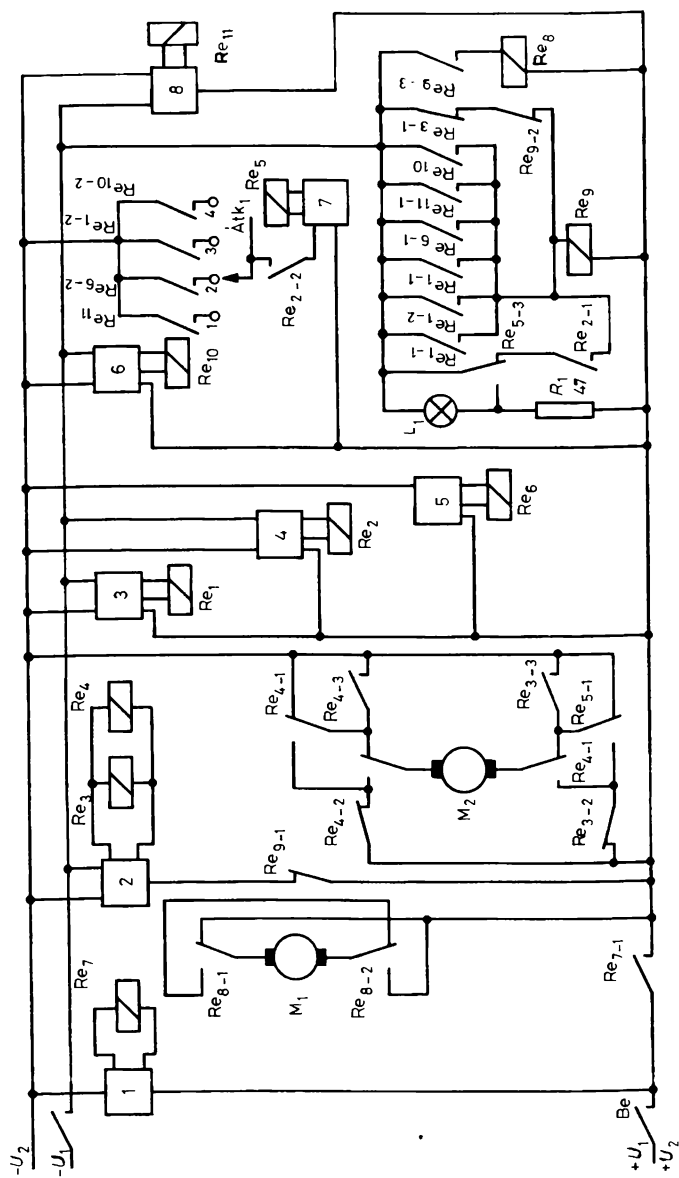 -U₂
-U₁
Re₇
1
2
Re₃
Re₄
3
Re₁
4
Re₂
5
Re₆
6
Re₁₀
Re11
Re₆₋₂
Re₁₋₂
Re₁₀₋₂
1
2
3
4
Átk₁
Re₅
7
Re₂₋₂
8
Re₁₁
Re₈₋₁
M₁
Re₈₋₂
Re₉₋₁
Re₄₋₁
Re₄₋₃
Re₄₋₂
M₂
Re₃₋₃
Re₅₋₁
Re₄₋₁
Re₃₋₂
L₁
R₁
47
Re₁₋₁
Re₁₋₂
Re₁₋₁
Re₆₋₁
Re₁₁₋₁
Re10
Re₃₋₁
Re₉₋₃
Re₅₋₃
Re₂₋₁
Re₉₋₂
Re₉
Re₈
Re₇₋₁
Be
+U₁
+U₂